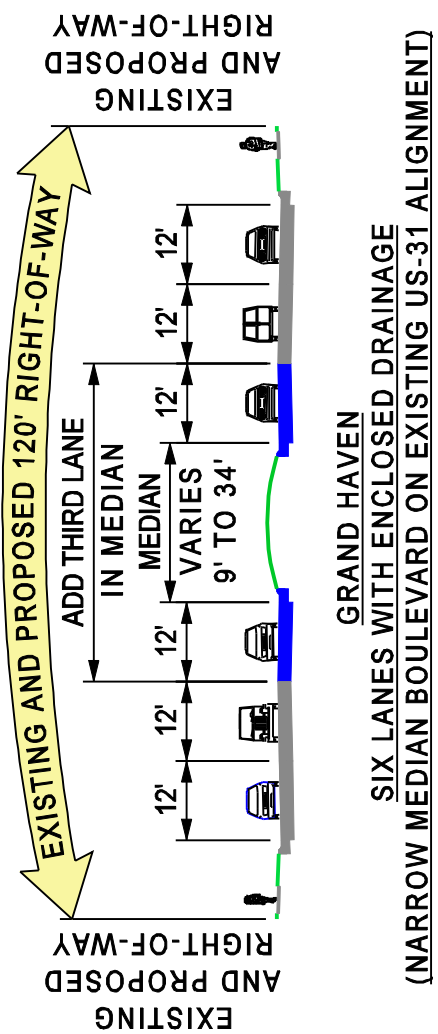 EXISTING
AND PROPOSED
RIGHT-OF-WAY
EXISTING AND PROPOSED 120' RIGHT-OF-WAY
EXISTING
AND PROPOSED
RIGHT-OF-WAY
ADD THIRD LANE
IN MEDIAN
MEDIAN
VARIES
9' TO 34'
12'
12'
12'
12'
12'
12'
GRAND HAVEN
SIX LANES WITH ENCLOSED DRAINAGE
(NARROW MEDIAN BOULEVARD ON EXISTING US-31 ALIGNMENT)